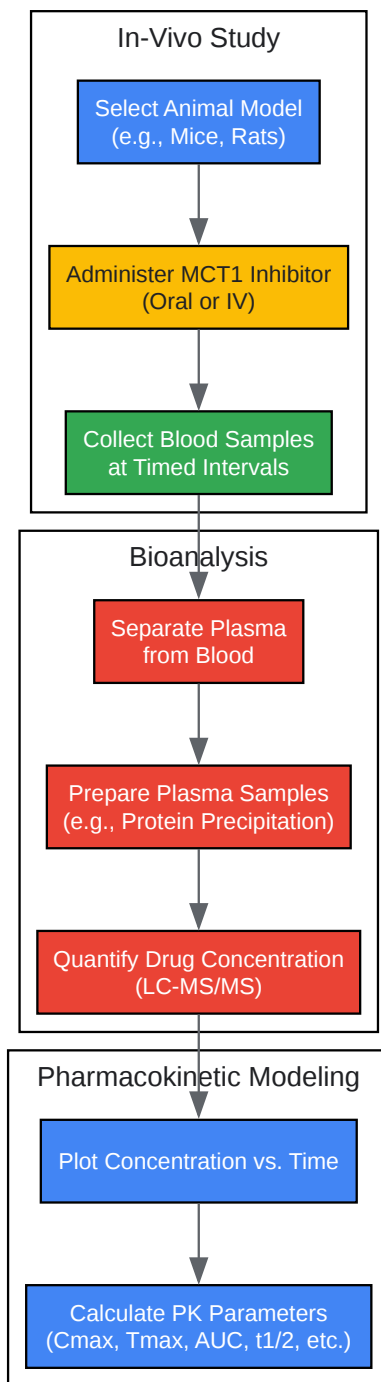 In-Vivo Study
Select Animal Model
(e.g., Mice, Rats)
Administer MCT1 Inhibitor
(Oral or IV)
Collect Blood Samples
at Timed Intervals
Bioanalysis
Separate Plasma
from Blood
Prepare Plasma Samples
(e.g., Protein Precipitation)
Quantify Drug Concentration
(LC-MS/MS)
Pharmacokinetic Modeling
Plot Concentration vs. Time
Calculate PK Parameters
(Cmax, Tmax, AUC, t1/2, etc.)